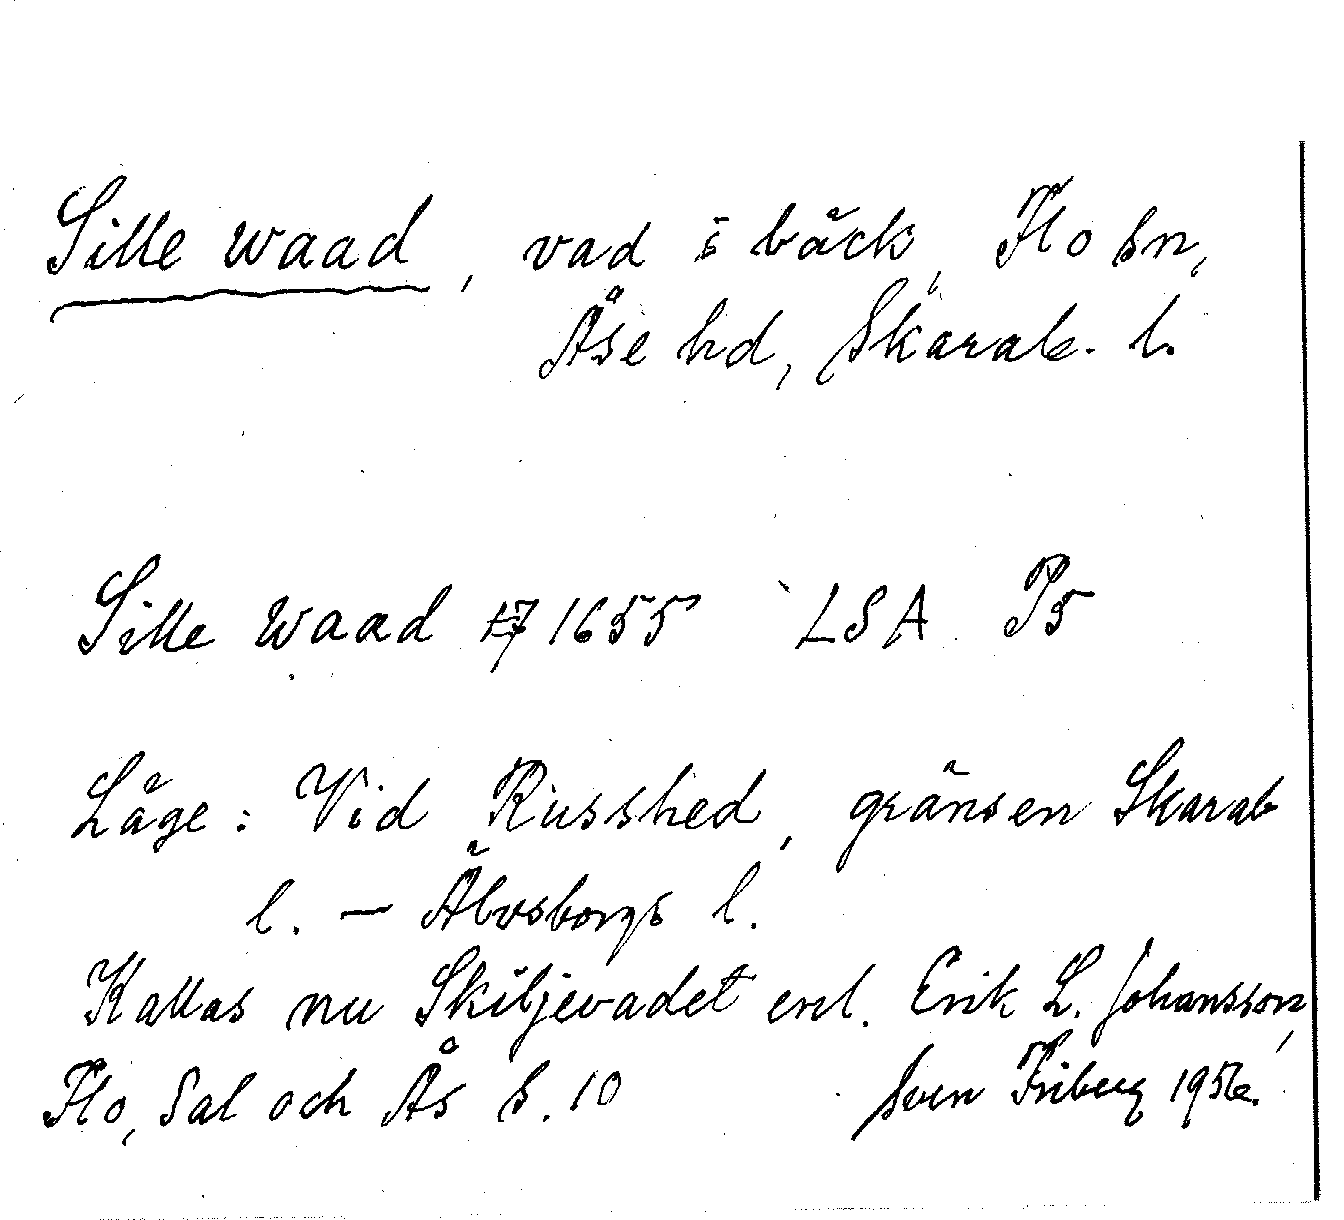 Sille waad, vad i bäck, Flo sn,
Åse hd, Skarab. l.
Sille waad 1655 LSA P5
Läge: Vid Russhed, gränsen Skarab
l. - Älvsborgs l.
Kallas nu Skiljevadet enl. Erik L. Johansson,
Flo, Sal och Ås s. 10 Sven Friberg 1956.